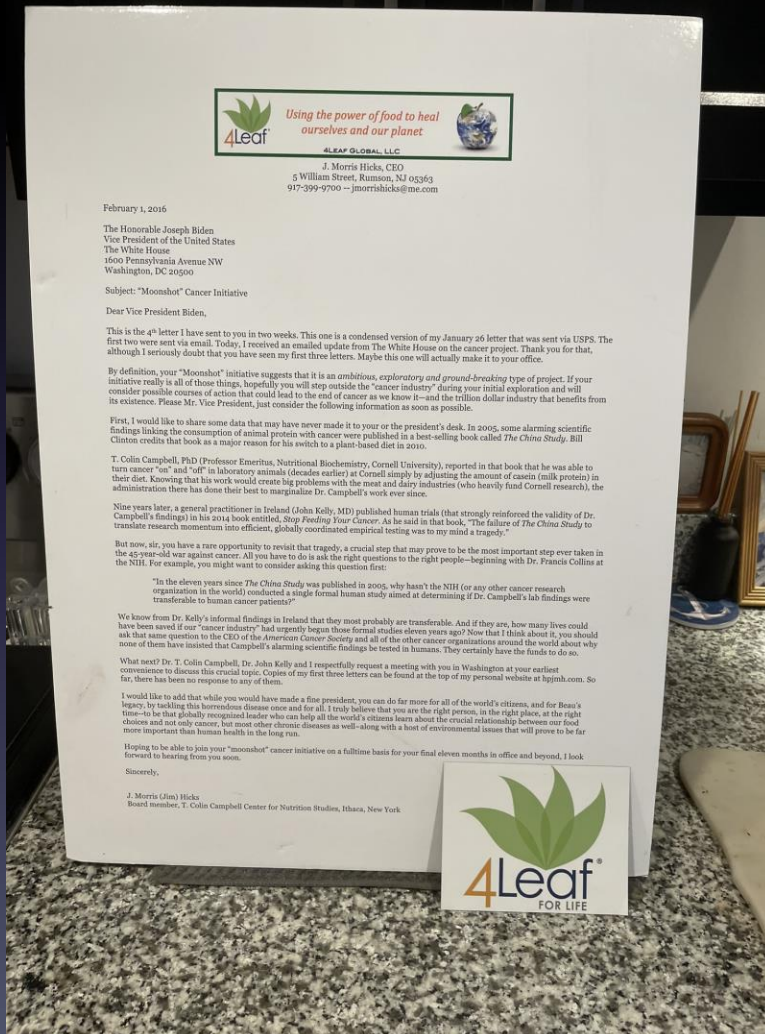 4Leaf
Using the power of food to heal
ourselves and our planet
4LEAF GLOBAL, LLC
J. Morris Hicks, CEO
5 William Street, Rumson, NJ 05363
917-399-9700 -- jmorrishicks@me.com
February 1, 2016
The Honorable Joseph Biden
Vice President of the United States
The White House
1600 Pennsylvania Avenue NW
Washington, DC 20500
Subject: "Moonshot" Cancer Initiative
Dear Vice President Biden,
This is the 4th letter I have sent to you in two weeks. This one is a condensed version of my January 26 letter that was sent via USPS. The
first two were sent via email. Today, I received an emailed update from The White House on the cancer project. Thank you for that,
although I seriously doubt that you have seen my first three letters. Maybe this one will actually make it to your office.
By definition, your "Moonshot" initiative suggests that it is an ambitious, exploratory and ground-breaking type of project. If your
initiative really is all of those things, hopefully you will step outside the "cancer industry" during your initial exploration and will
consider possible courses of action that could lead to the end of cancer as we know it—and the trillion dollar industry that benefits from
its existence. Please Mr. Vice President, just consider the following information as soon as possible.
First, I would like to share some data that may have never made it to your or the president's desk. In 2005, some alarming scientific
findings linking the consumption of animal protein with cancer were published in a best-selling book called The China Study. Bill
Clinton credits that book as a major reason for his switch to a plant-based diet in 2010.
T. Colin Campbell, PhD (Professor Emeritus, Nutritional Biochemistry, Cornell University), reported in that book that he was able to
turn cancer "on" and "off" in laboratory animals (decades earlier) at Cornell simply by adjusting the amount of casein (milk protein) in
their diet. Knowing that his work would create big problems with the meat and dairy industries (who heavily fund Cornell research), the
administration there has done their best to marginalize Dr. Campbell's work ever since.
Nine years later, a general practitioner in Ireland (John Kelly, MD) published human trials (that strongly reinforced the validity of Dr.
Campbell's findings) in his 2014 book entitled, Stop Feeding Your Cancer. As he said in that book, "The failure of The China Study to
translate research momentum into efficient, globally coordinated empirical testing was to my mind a tragedy."
But now, sir, you have a rare opportunity to revisit that tragedy, a crucial step that may prove to be the most important step ever taken in
the 45-year-old war against cancer. All you have to do is ask the right questions to the right people—beginning with Dr. Francis Collins at
the NIH. For example, you might want to consider asking this question first:
"In the eleven years since The China Study was published in 2005, why hasn't the NIH (or any other cancer research
organization in the world) conducted a single formal human study aimed at determining if Dr. Campbell's lab findings were
transferable to human cancer patients?"
We know from Dr. Kelly's informal findings in Ireland that they most probably are transferable. And if they are, how many lives could
have been saved if our "cancer industry" had urgently begun those formal studies eleven years ago? Now that I think about it, you should
ask that same question to the CEO of the American Cancer Society and all of the other cancer organizations around the world about why
none of them have insisted that Campbell's alarming scientific findings be tested in humans. They certainly have the funds to do so.
What next? Dr. T. Colin Campbell, Dr. John Kelly and I respectfully request a meeting with you in Washington at your earliest
convenience to discuss this crucial topic. Copies of my first three letters can be found at the top of my personal website at hpjmh.com. So
far, there has been no response to any of them.
I would like to add that while you would have made a fine president, you can do far more for all of the world's citizens, and for Beau's
legacy, by tackling this horrendous disease once and for all. I truly believe that you are the right person, in the right place, at the right
time—to be that globally recognized leader who can help all the world's citizens learn about the crucial relationship between our food
choices and not only cancer, but most other chronic diseases as well—along with a host of environmental issues that will prove to be far
more important than human health in the long run.
Hoping to be able to join your "moonshot" cancer initiative on a fulltime basis for your final eleven months in office and beyond, I look
forward to hearing from you soon.
Sincerely,
J. Morris (Jim) Hicks
Board member, T. Colin Campbell Center for Nutrition Studies, Ithaca, New York
4Leaf®
FOR LIFE